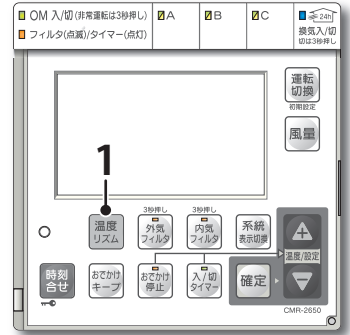 OM 入/切(非常運転は3秒押し)
フィルタ(点滅)/タイマー(点灯)
A
B
C
24h
換気入/切
切は3秒押し
運転
切換
初期設定
風量
1
3秒押し
3秒押し
温度
リズム
外気
フィルタ
内気
フィルタ
系統
表示切換
温度/設定
時刻
合せ
おでかけ
キープ
おでかけ
停止
入/切
タイマー
確定
CMR-2650